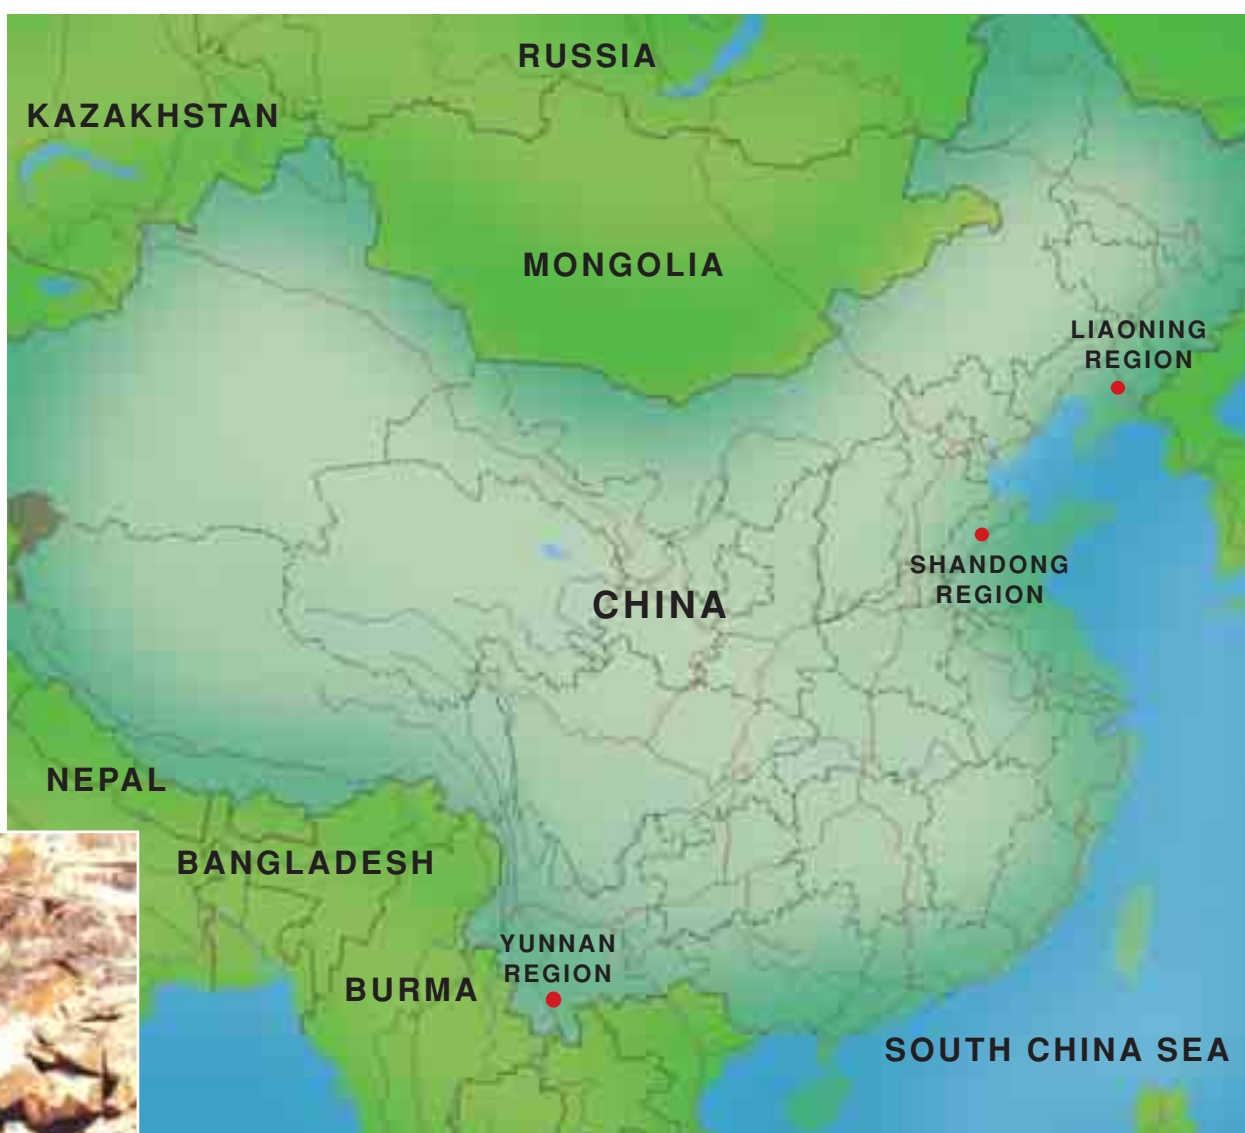 RUSSIA
KAZAKHSTAN
MONGOLIA
LIAONING
REGION
SHANDONG
REGION
CHINA
NEPAL
BANGLADESH
YUNNAN
REGION
BURMA
SOUTH CHINA SEA